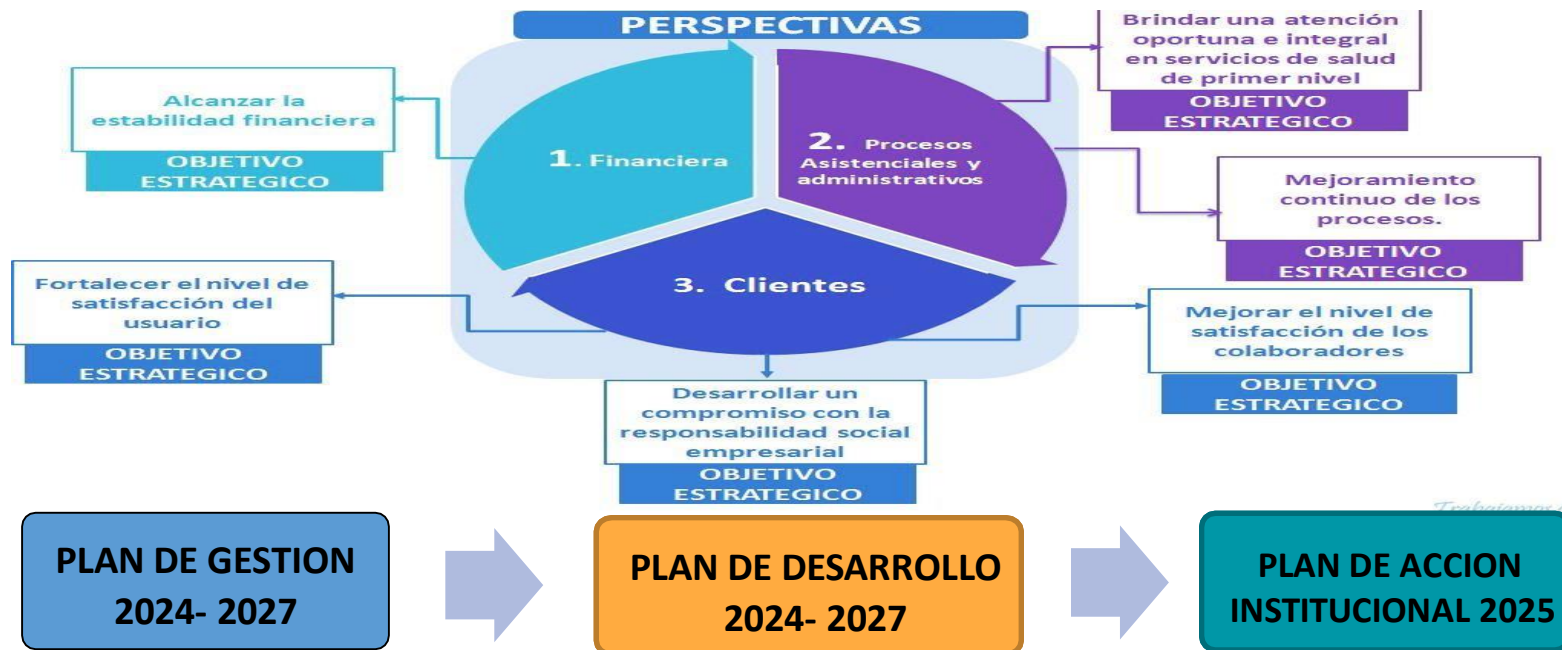 PERSPECTIVAS
Alcanzar la
estabilidad financiera
OBJETIVO
ESTRATEGICO
1. Financiera
2. Procesos
Asistenciales y
administrativos
Brindar una atención
oportuna e integral
en servicios de salud
de primer nivel
OBJETIVO
ESTRATEGICO
Mejoramiento
continuo de los
procesos.
OBJETIVO
ESTRATEGICO
3. Clientes
Fortalecer el nivel de
satisfacción del
usuario
OBJETIVO
ESTRATEGICO
Mejorar el nivel de
satisfacción de los
colaboradores
OBJETIVO
ESTRATEGICO
Desarrollar un
compromiso con la
responsabilidad social
empresarial
OBJETIVO
ESTRATEGICO
PLAN DE GESTION
2024- 2027
PLAN DE DESARROLLO
2024- 2027
PLAN DE ACCION
INSTITUCIONAL 2025